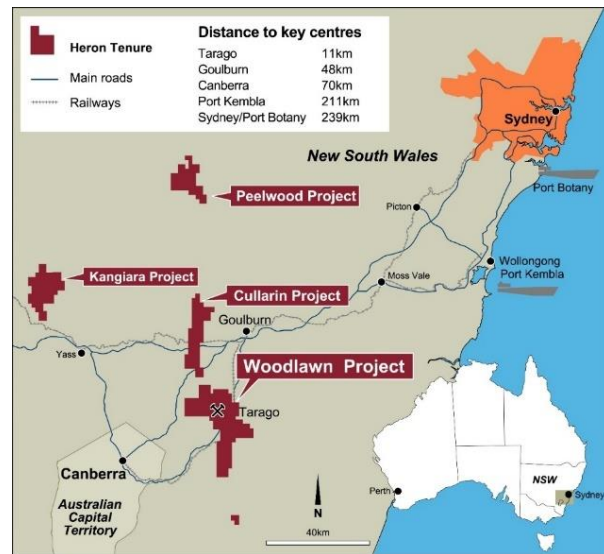 Heron Tenure
Main roads
Railways
Distance to key centres
Tarago 11km
Goulburn 48km
Canberra 70km
Port Kembla 211km
Sydney/Port Botany 239km
Sydney
New South Wales
Port Botany
Peelwood Project
Picton
Wollongong
Port Kembla
Kangiara Project
Moss Vale
Cullarin Project
Goulburn
Yass
Woodlawn Project
Tarago
Canberra
Australian
Capital
Territory
N
40km
NSW
Perth
Sydney